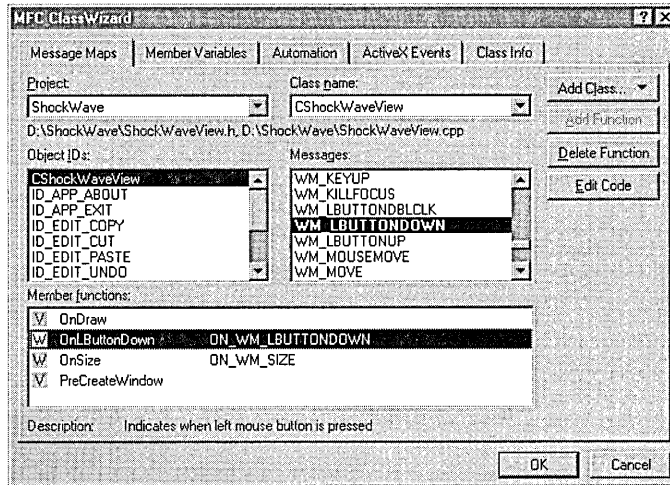 MFC ClassWizard
Message Maps Member Variables Automation ActiveX Events Class Info
Project: Class name:
ShockWave CShockWaveView
Add Class...
Add Function
D:\ShockWave\ShockWaveView.h, D:\ShockWave\ShockWaveView.cpp
Object IDs: Messages:
Delete Function
Edit Code
CShockWaveView
ID_APP_ABOUT
ID_APP_EXIT
ID_EDIT_COPY
ID_EDIT_CUT
ID_EDIT_PASTE
ID_EDIT_UNDO
WM_KEYUP
WM_KILLFOCUS
WM_LBUTTONDBLCLK
WM_LBUTTONDOWN
WM_LBUTTONUP
WM_MOUSEMOVE
WM_MOVE
Member functions:
V OnDraw
W OnLButtonDown ON_WM_LBUTTONDOWN
W OnSize ON_WM_SIZE
V PreCreateWindow
Description: Indicates when left mouse button is pressed
OK Cancel